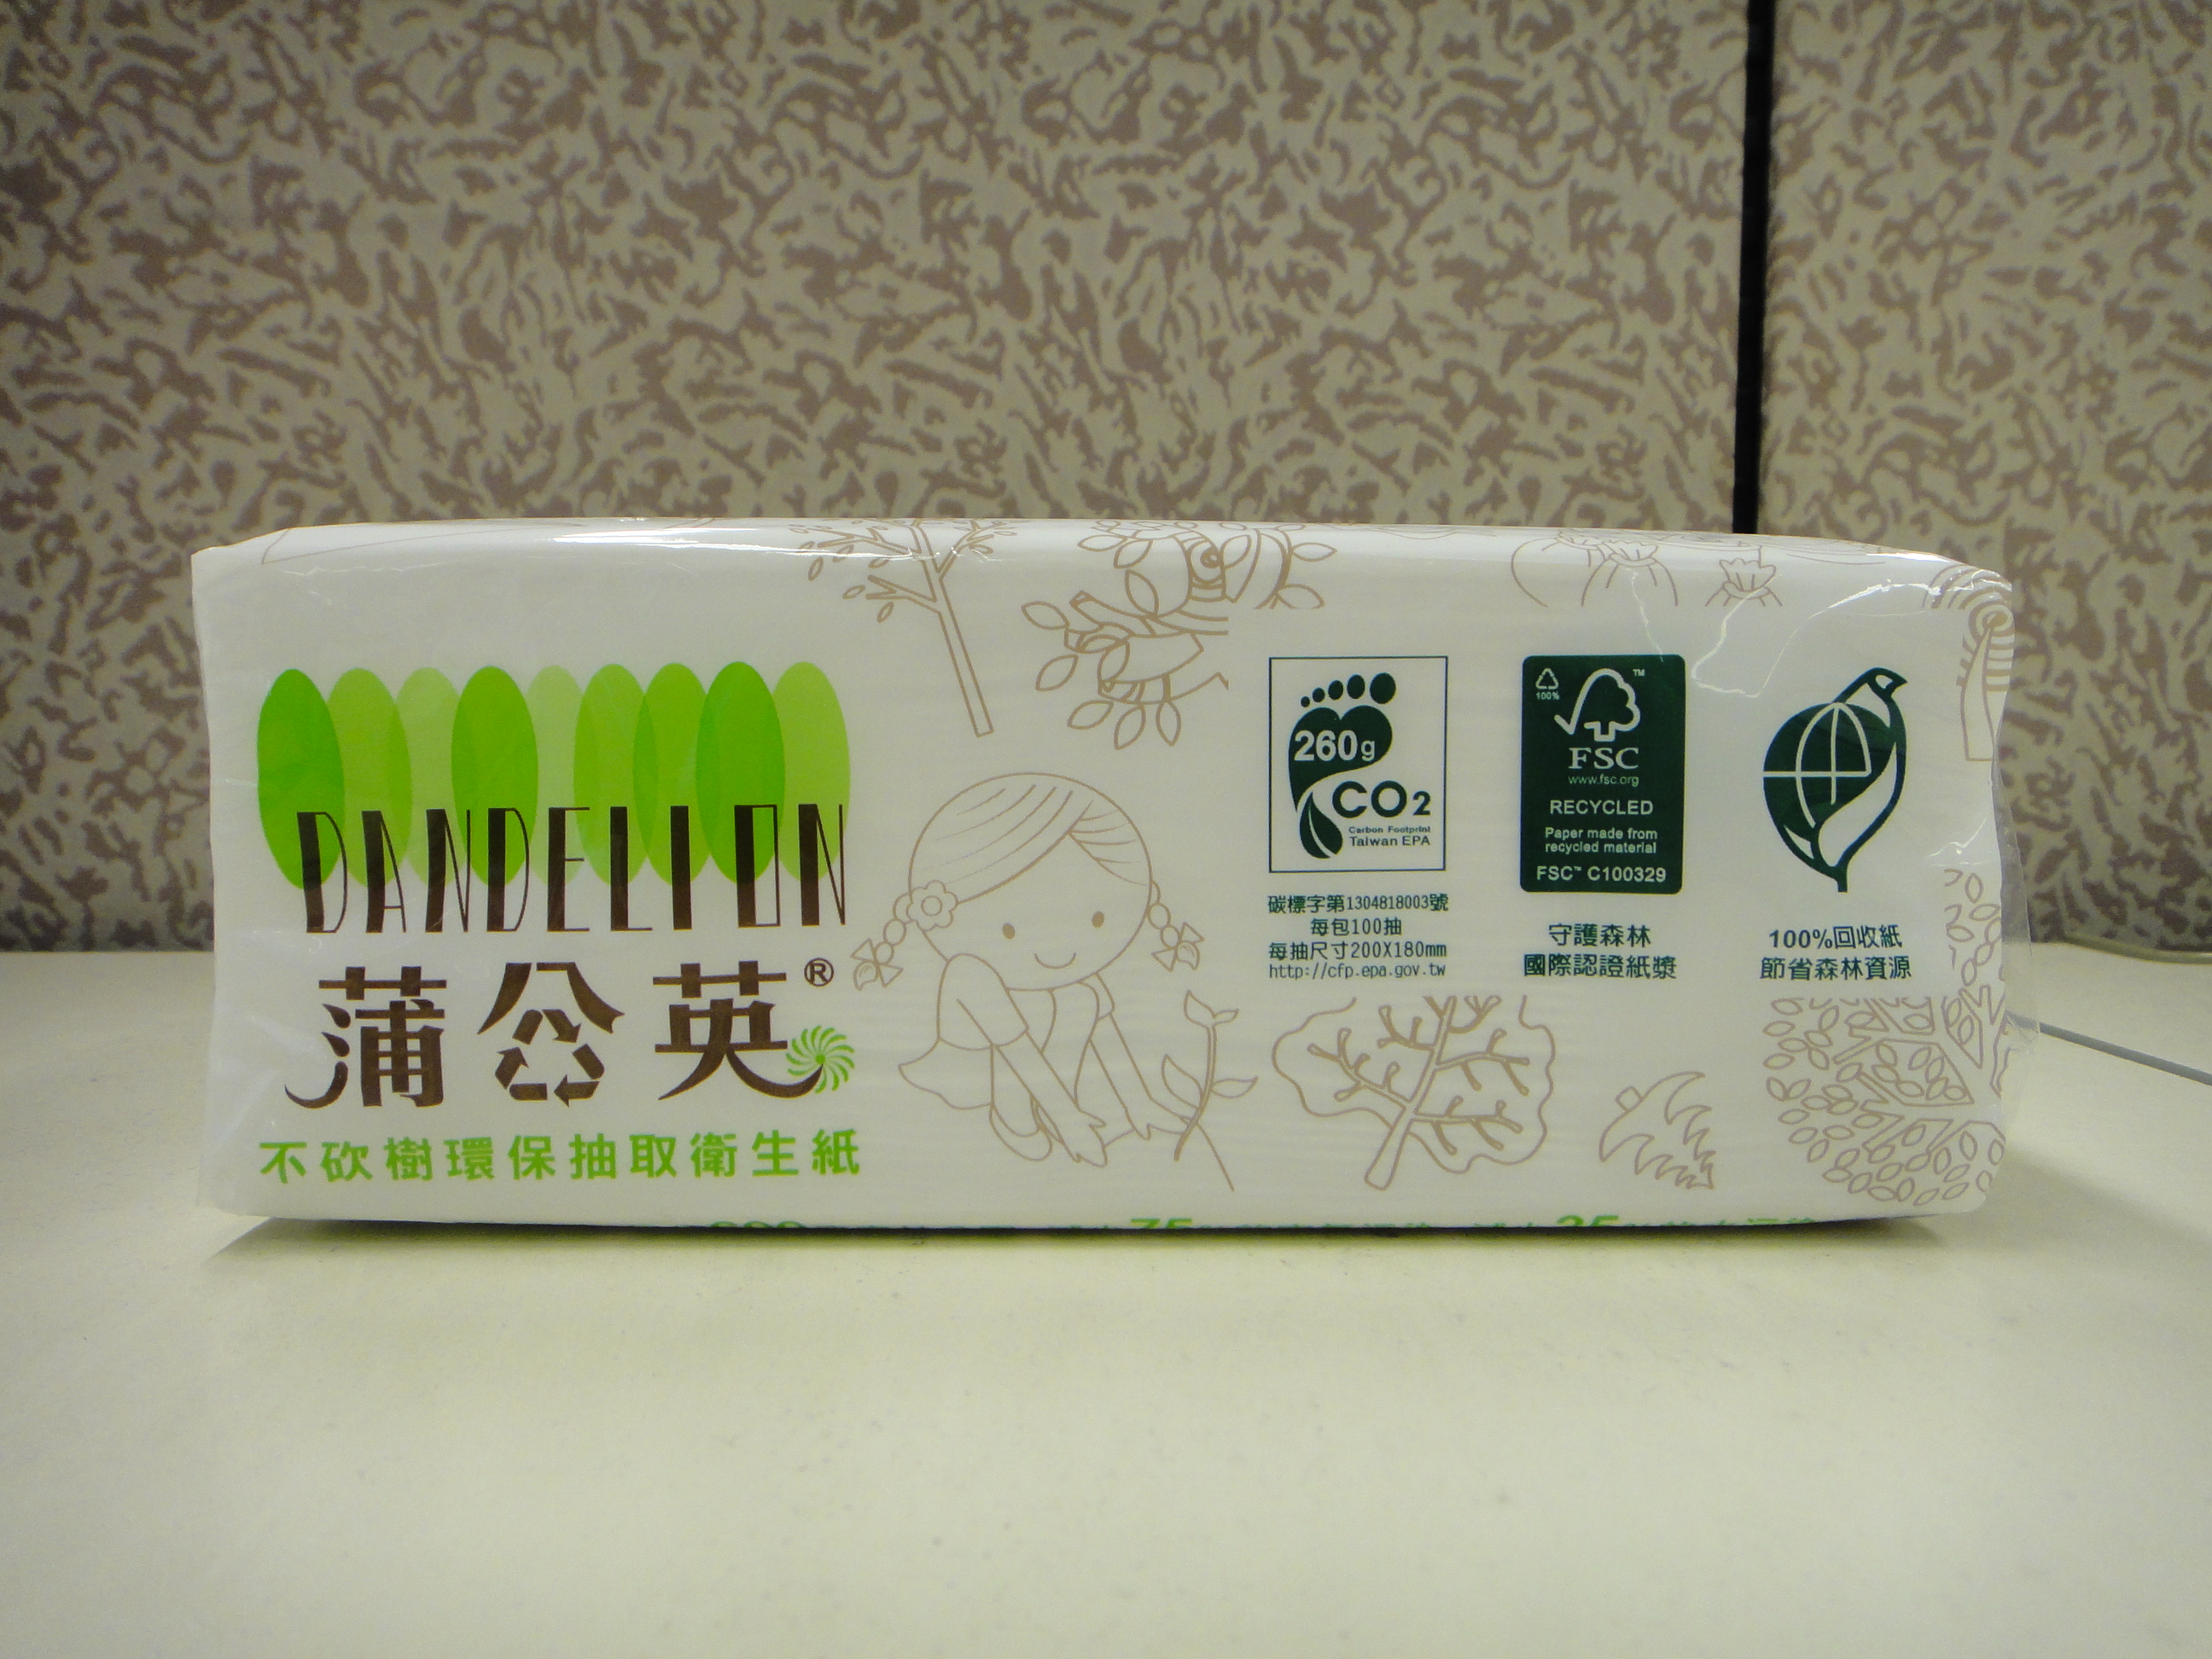 DANDELION
蒲公英®
不砍樹環保抽取衛生紙
260g
CO2
Carbon Footprint
Taiwan EPA
碳標字第1304818003號
每包100抽
每抽尺寸200X180mm
http://cfp.epa.gov.tw
100%
TM
FSC
www.fsc.org
RECYCLED
Paper made from
recycled material
FSC™ C100329
守護森林
國際認證紙漿
100%回收紙
節省森林資源